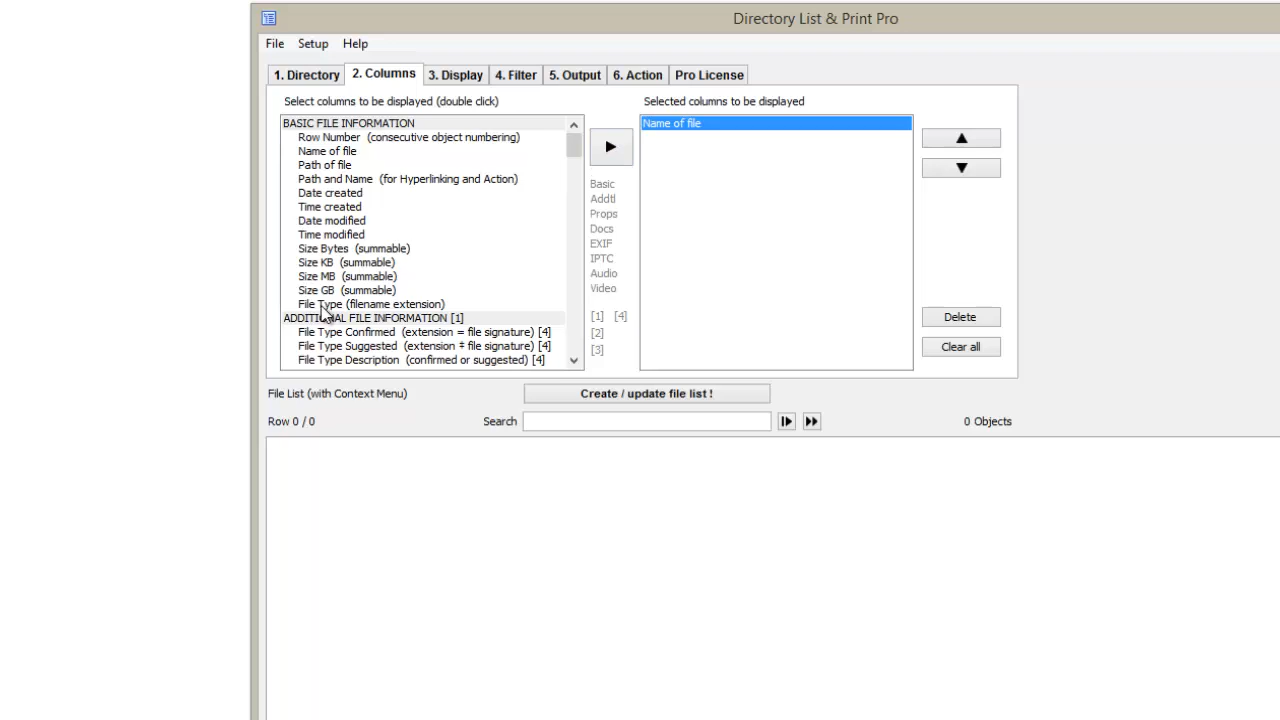 Directory List & Print Pro
File Setup Help
1. Directory 2. Columns 3. Display 4. Filter 5. Output 6. Action Pro License
Select columns to be displayed (double click)
BASIC FILE INFORMATION
Row Number (consecutive object numbering)
Name of file
Path of file
Path and Name (for Hyperlinking and Action)
Date created
Time created
Date modified
Time modified
Size Bytes (summable)
Size KB (summable)
Size MB (summable)
Size GB (summable)
File Type (filename extension)
ADDITIONAL FILE INFORMATION [1]
File Type Confirmed (extension = file signature) [4]
File Type Suggested (extension ‡ file signature) [4]
File Type Description (confirmed or suggested) [4]
Basic
Addtl
Props
Docs
EXIF
IPTC
Audio
Video
[1] [4]
[2]
[3]
Selected columns to be displayed
Name of file
Delete
Clear all
File List (with Context Menu)
Create / update file list !
Row 0 / 0
Search
0 Objects